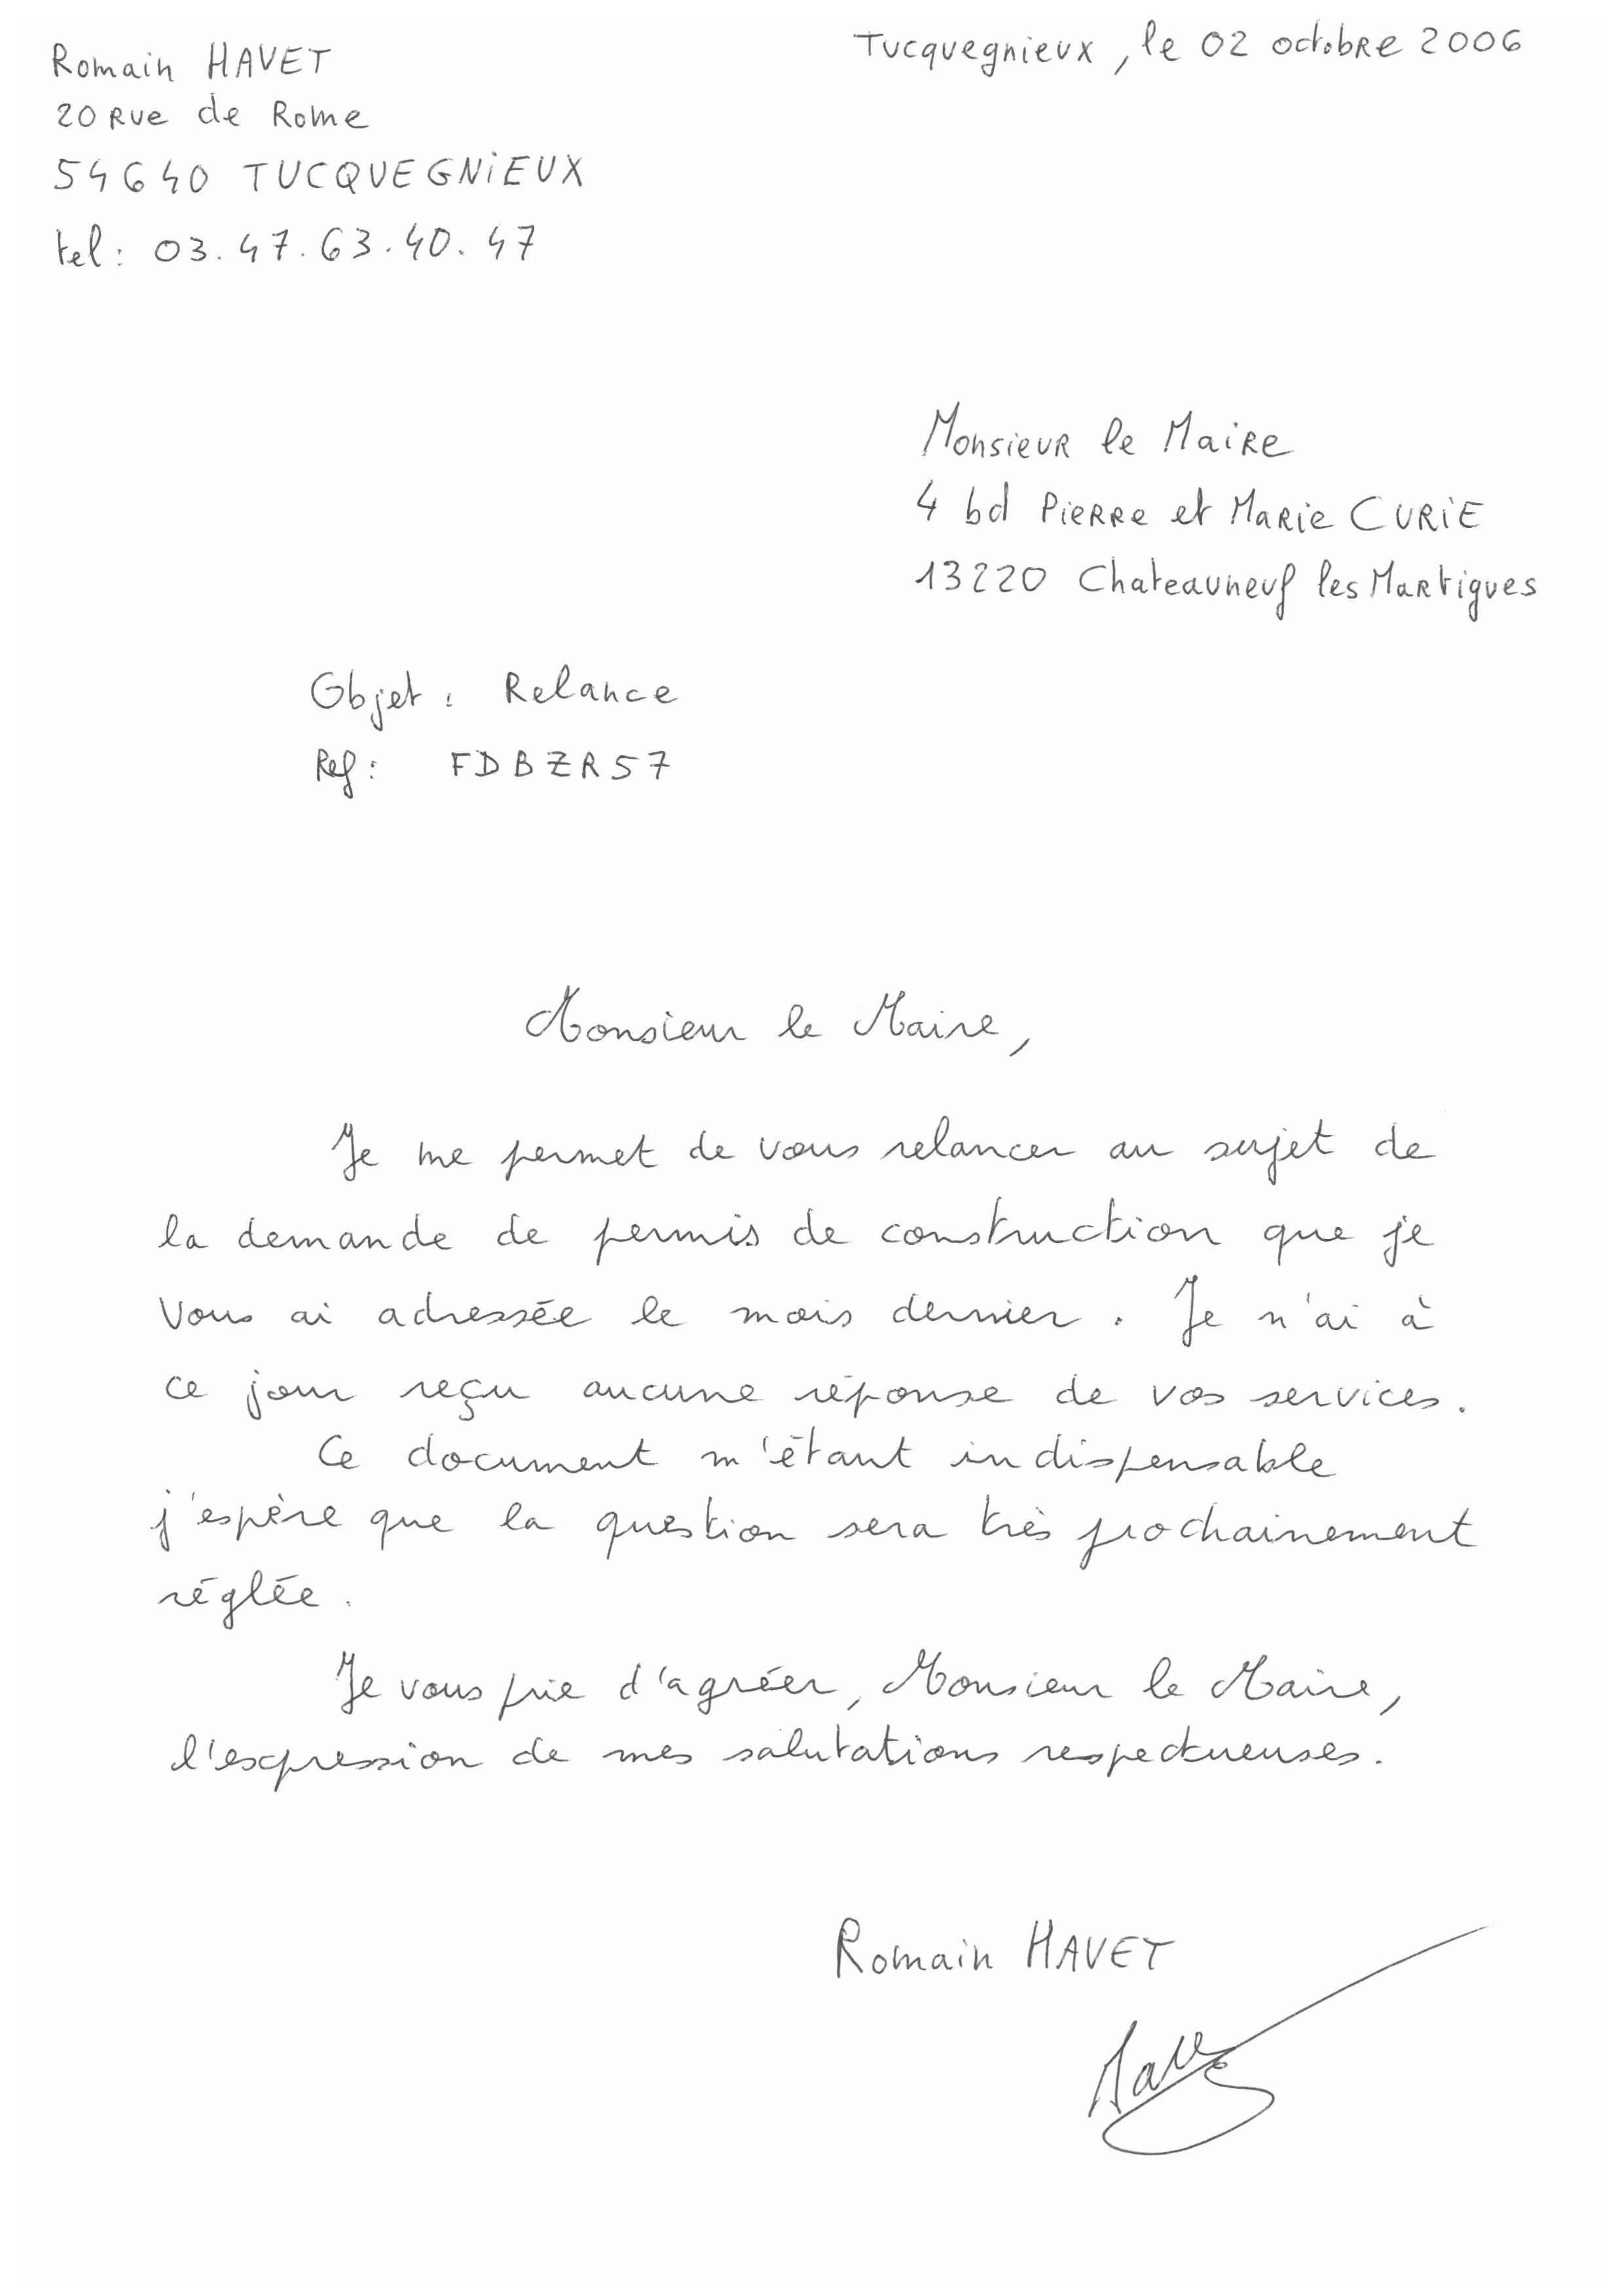 Romain HAVET
20 Rue de Rome
54640 TUCQUEGNiEUX
tel : 03.47.63.40.47
Tucquegnieux, le 02 octobre 2006
Monsieur le Maire
4 bd Pierre et Marie CURiE
13220 Chateauneuf les Martigues
Objet : Relance
Ref : FDBZR57
Monsieur le Maire,
Je me permet de vous relancer au sujet de
la demande de permis de construction que je
vous ai adressée le mois dernier. Je n'ai à
ce jour reçu aucune réponse de vos services.
Ce document m'étant indispensable
j'espère que la question sera très prochainement
réglée.
Je vous prie d'agréer, Monsieur le Maire,
l'expression de mes salutations respectueuses.
Romain HAVET